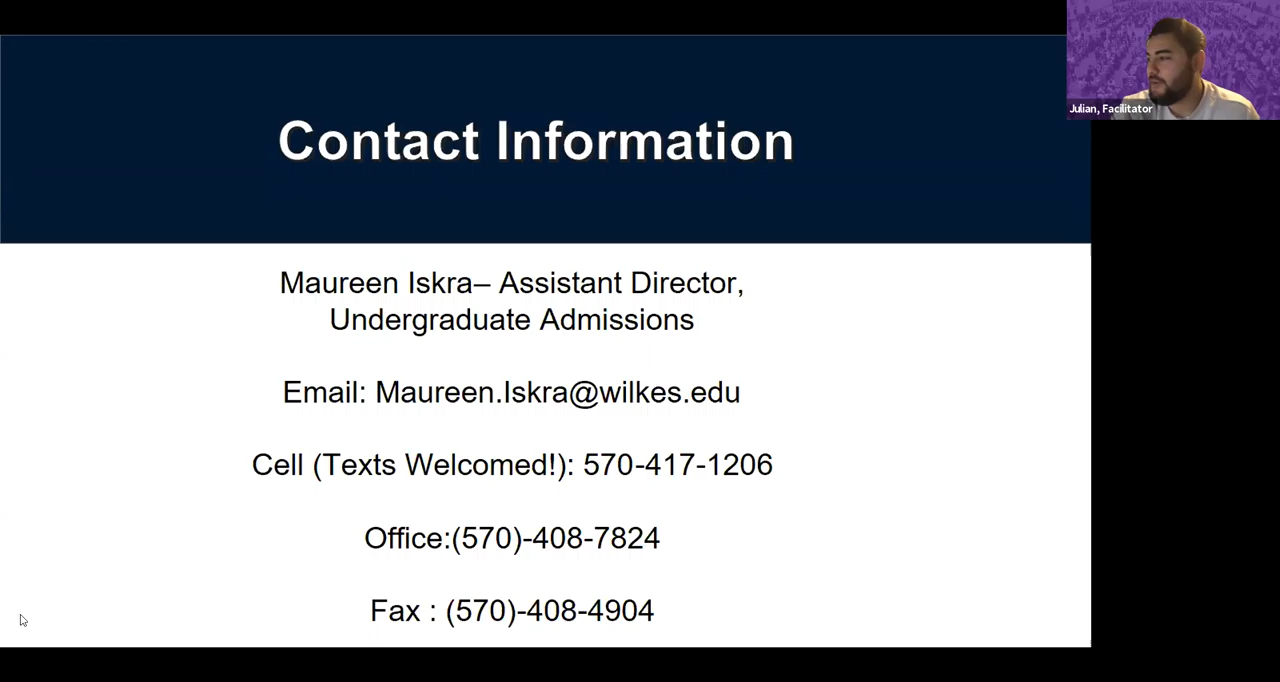 Contact Information
Julian, Facilitator
Maureen Iskra– Assistant Director,
Undergraduate Admissions
Email: Maureen.Iskra@wilkes.edu
Cell (Texts Welcomed!): 570-417-1206
Office:(570)-408-7824
Fax : (570)-408-4904